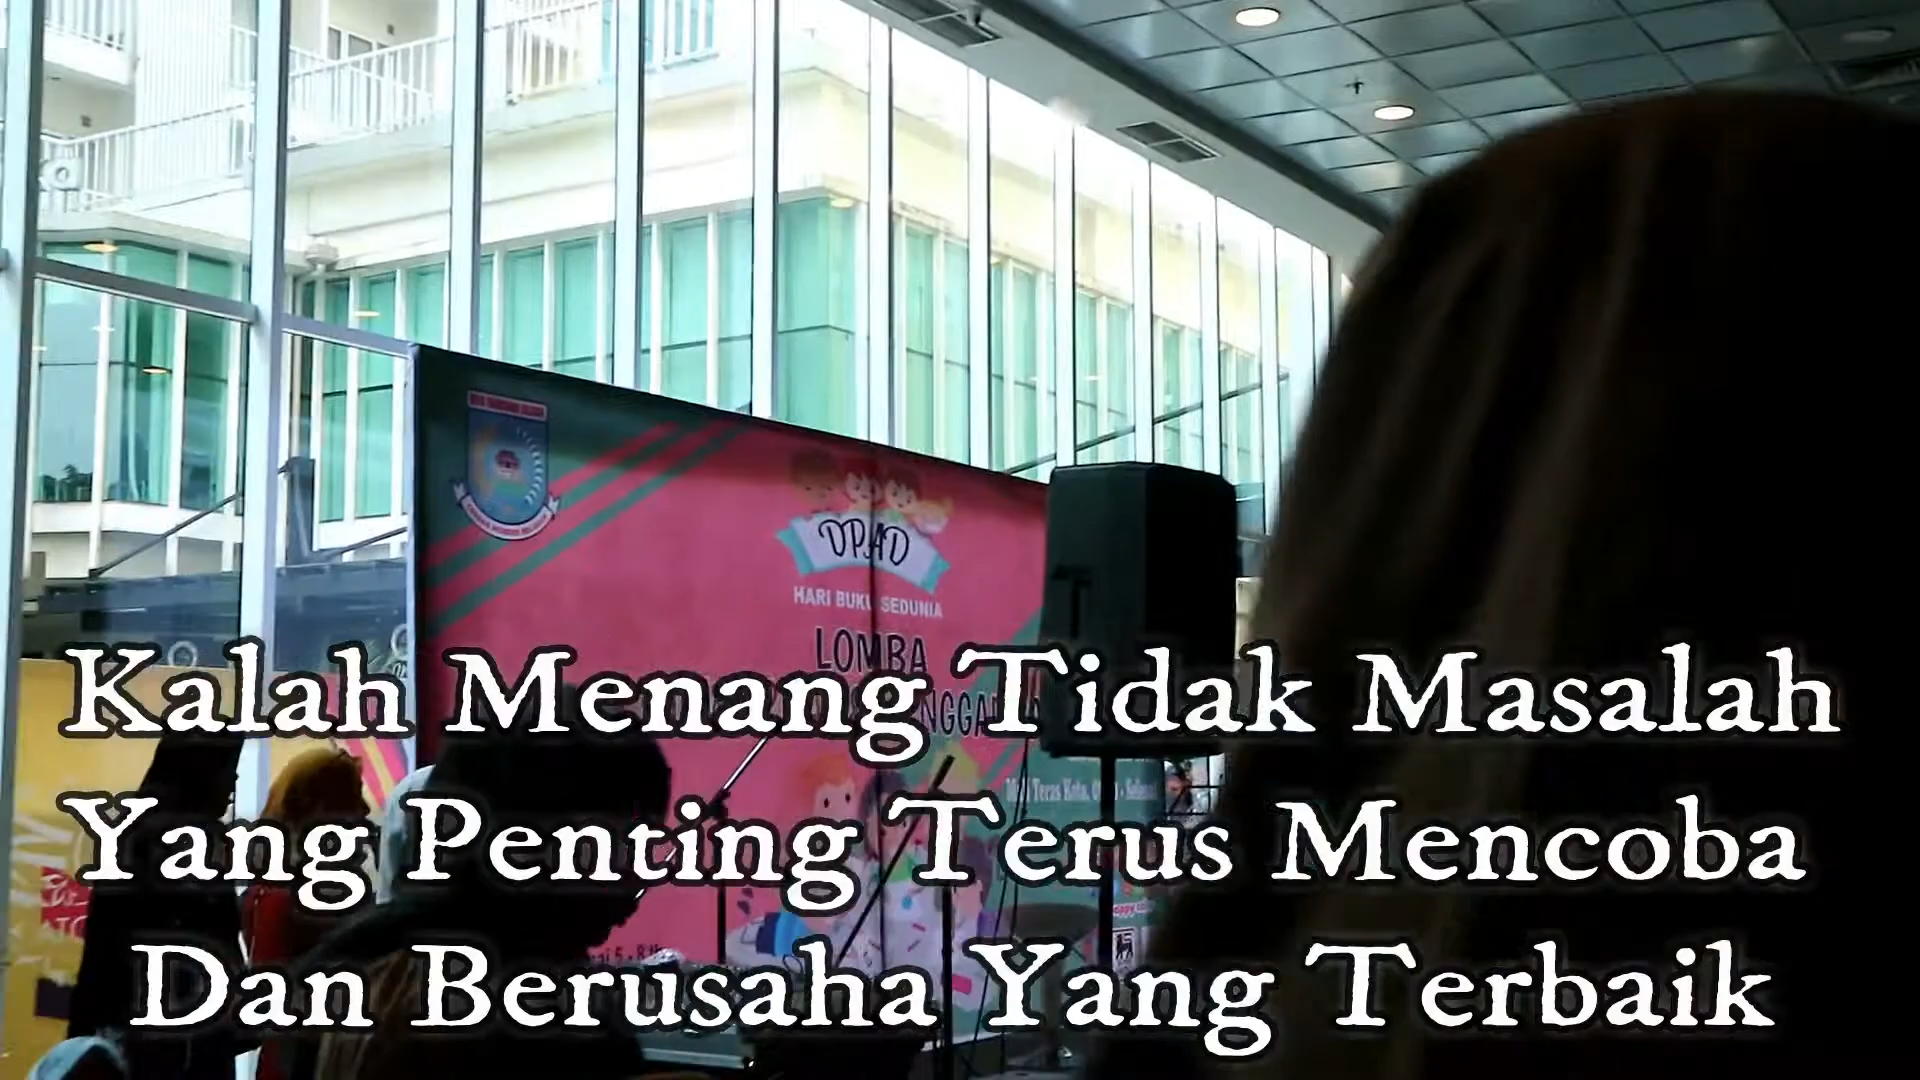 DPAD
HARI BUKU SEDUNIA
LOMBA
Kalah Menang Tidak Masalah
Yang Penting Terus Mencoba
Dan Berusaha Yang Terbaik